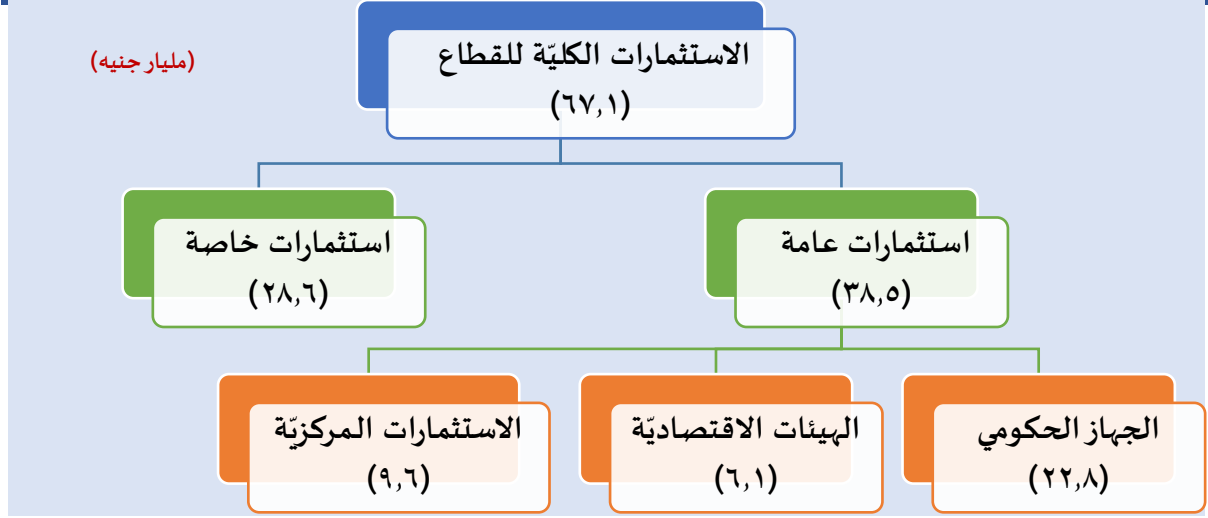 (مليار جنيه)
الاستثمارات الكليّة للقطاع
(٦٧,١)
استثمارات عامة
(٣٨,٥)
استثمارات خاصة
(٢٨,٦)
الجهاز الحكومي
(٢٢,٨)
الهيئات الاقتصاديّة
(٦,١)
الاستثمارات المركزيّة
(٩,٦)